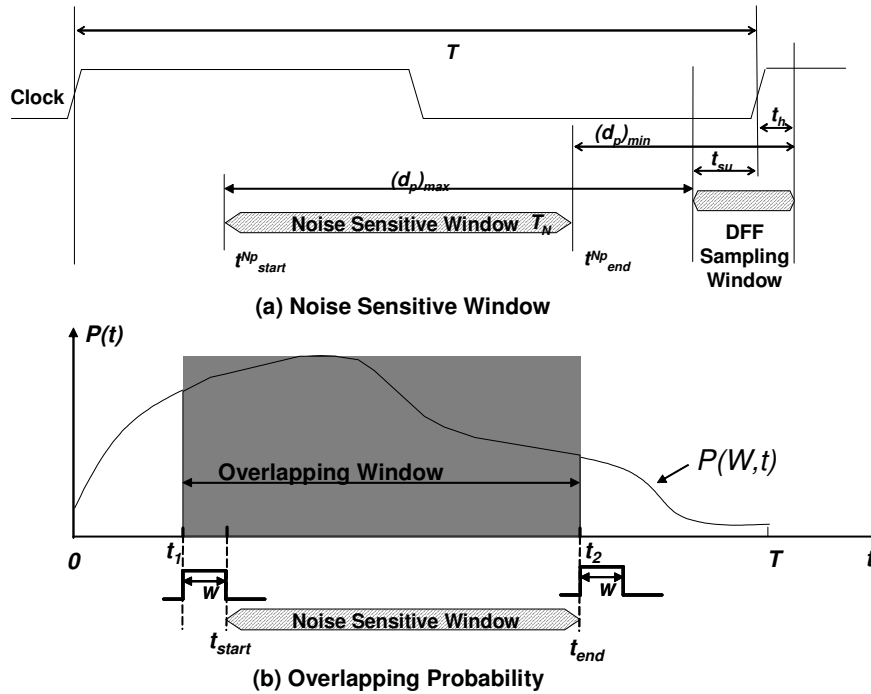 T
Clock
t_h
(d_p)_min
t_su
(d_p)_max
Noise Sensitive Window T_N
DFF
Sampling
Window
t^Np_start
t^Np_end
(a) Noise Sensitive Window
P(t)
P(W,t)
Overlapping Window
0
t_1
t_2
T
t
W
W
Noise Sensitive Window
t_start
t_end
(b) Overlapping Probability